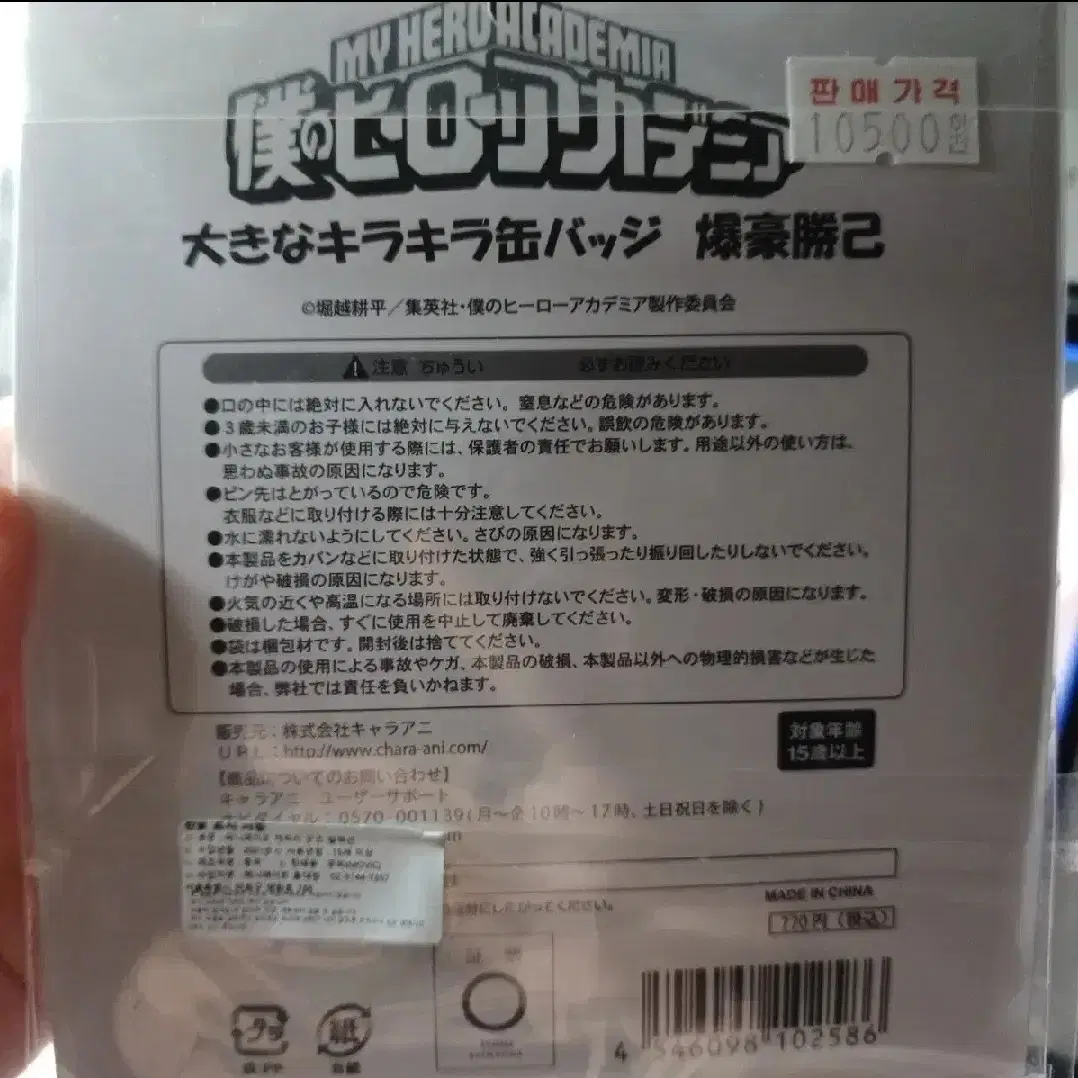 MY HERO ACADEMIA
僕のヒーローアカデミア
판매가격
10500원
大きなキラキラ缶バッジ 爆豪勝己
©堀越耕平／集英社・僕のヒーローアカデミア製作委員会
注意 ちゅうい 必ずお読みください
●口の中には絶対に入れないでください。窒息などの危険があります。
●３歳未満のお子様には絶対に与えないでください。誤飲の危険があります。
●小さなお客様が使用する際には、保護者の責任でお願いします。用途以外の使い方は、
思わぬ事故の原因になります。
●ピン先はとがっているので危険です。
衣服などに取り付ける際には十分注意してください。
●水に濡れないようにしてください。さびの原因になります。
●本製品をカバンなどに取り付けた状態で、強く引っ張ったり振り回したりしないでください。
けがや破損の原因になります。
●火気の近くや高温になる場所には取り付けないでください。変形・破損の原因になります。
●破損した場合、すぐに使用を中止して廃棄してください。
●袋は梱包材です。開封後は捨ててください。
●本製品の使用による事故やケガ、本製品の破損、本製品以外への物理的損害などが生じた
場合、弊社では責任を負いかねます。
販売元：株式会社キャラアニ
URL：http://www.chara-ani.com/
対象年齢
15歳以上
【商品についてのお問い合わせ】
キャラアニ ユーザーサポート
ナビダイヤル：0570-001139(月〜金10時〜17時、土日祝日を除く)
MADE IN CHINA
770円（税込）
プラ
紙
4 546098 102586